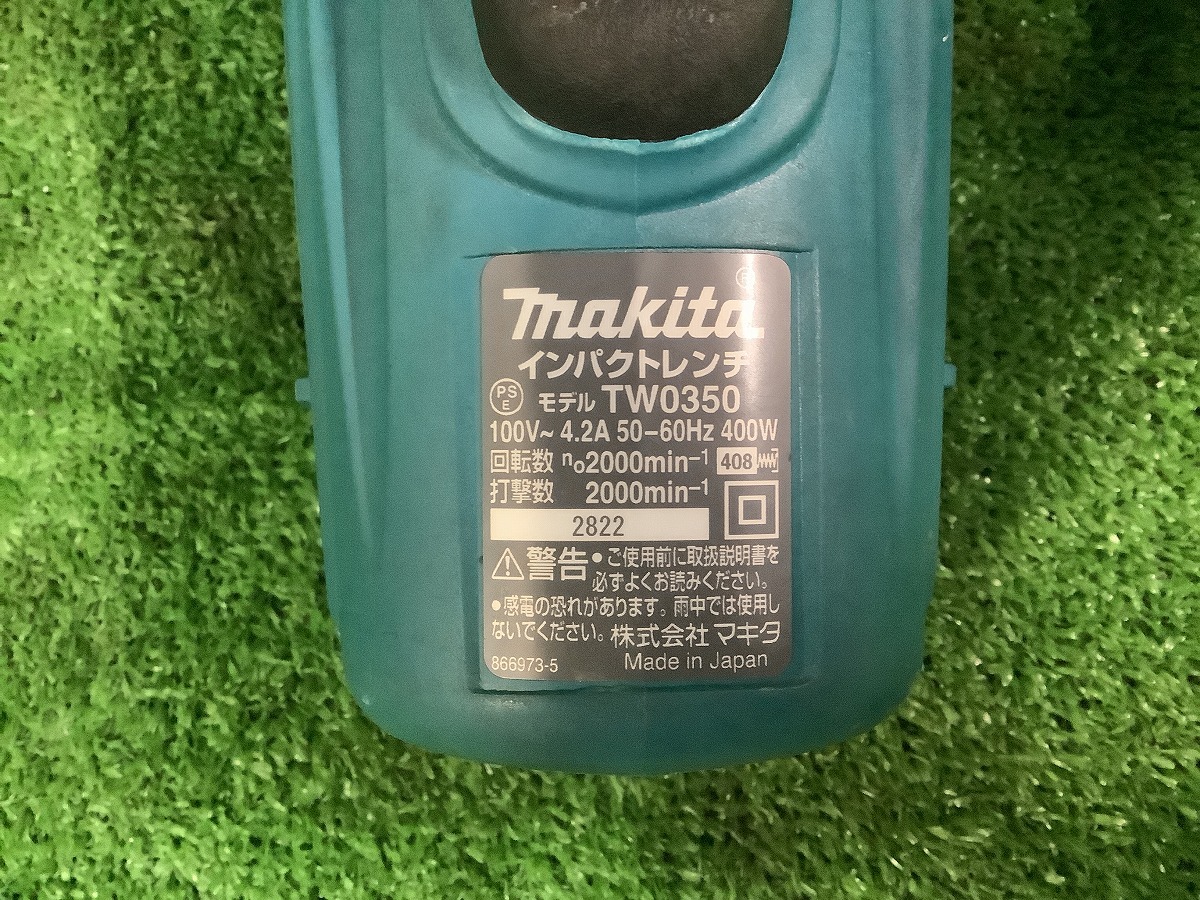 makita®
インパクトレンチ
PS E モデル TW0350
100V~ 4.2A 50-60Hz 400W
回転数 n₀2000min⁻¹ 408
打撃数 2000min⁻¹
2822
⚠警告 •ご使用前に取扱説明書を
必ずよくお読みください。
•感電の恐れがあります。雨中では使用し
ないでください。 株式会社 マキタ
866973-5 Made in Japan